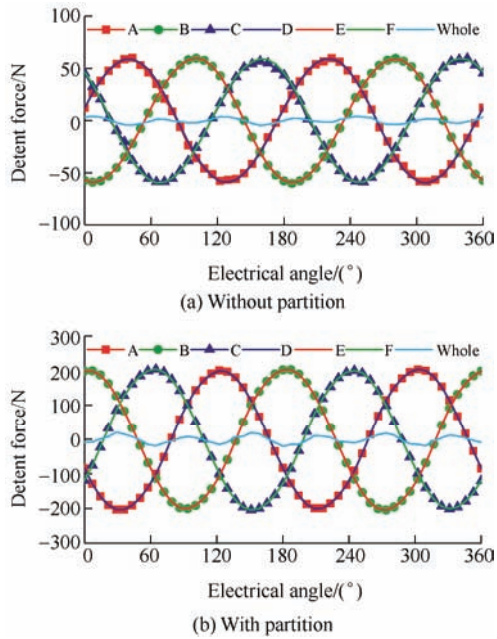 100
A B C D E F Whole
50
0
−50
−100
Detent force/N
0 60 120 180 240 300 360
Electrical angle/(°)
(a) Without partition
300
A B C D E F Whole
200
100
0
−100
−200
−300
Detent force/N
0 60 120 180 240 300 360
Electrical angle/(°)
(b) With partition